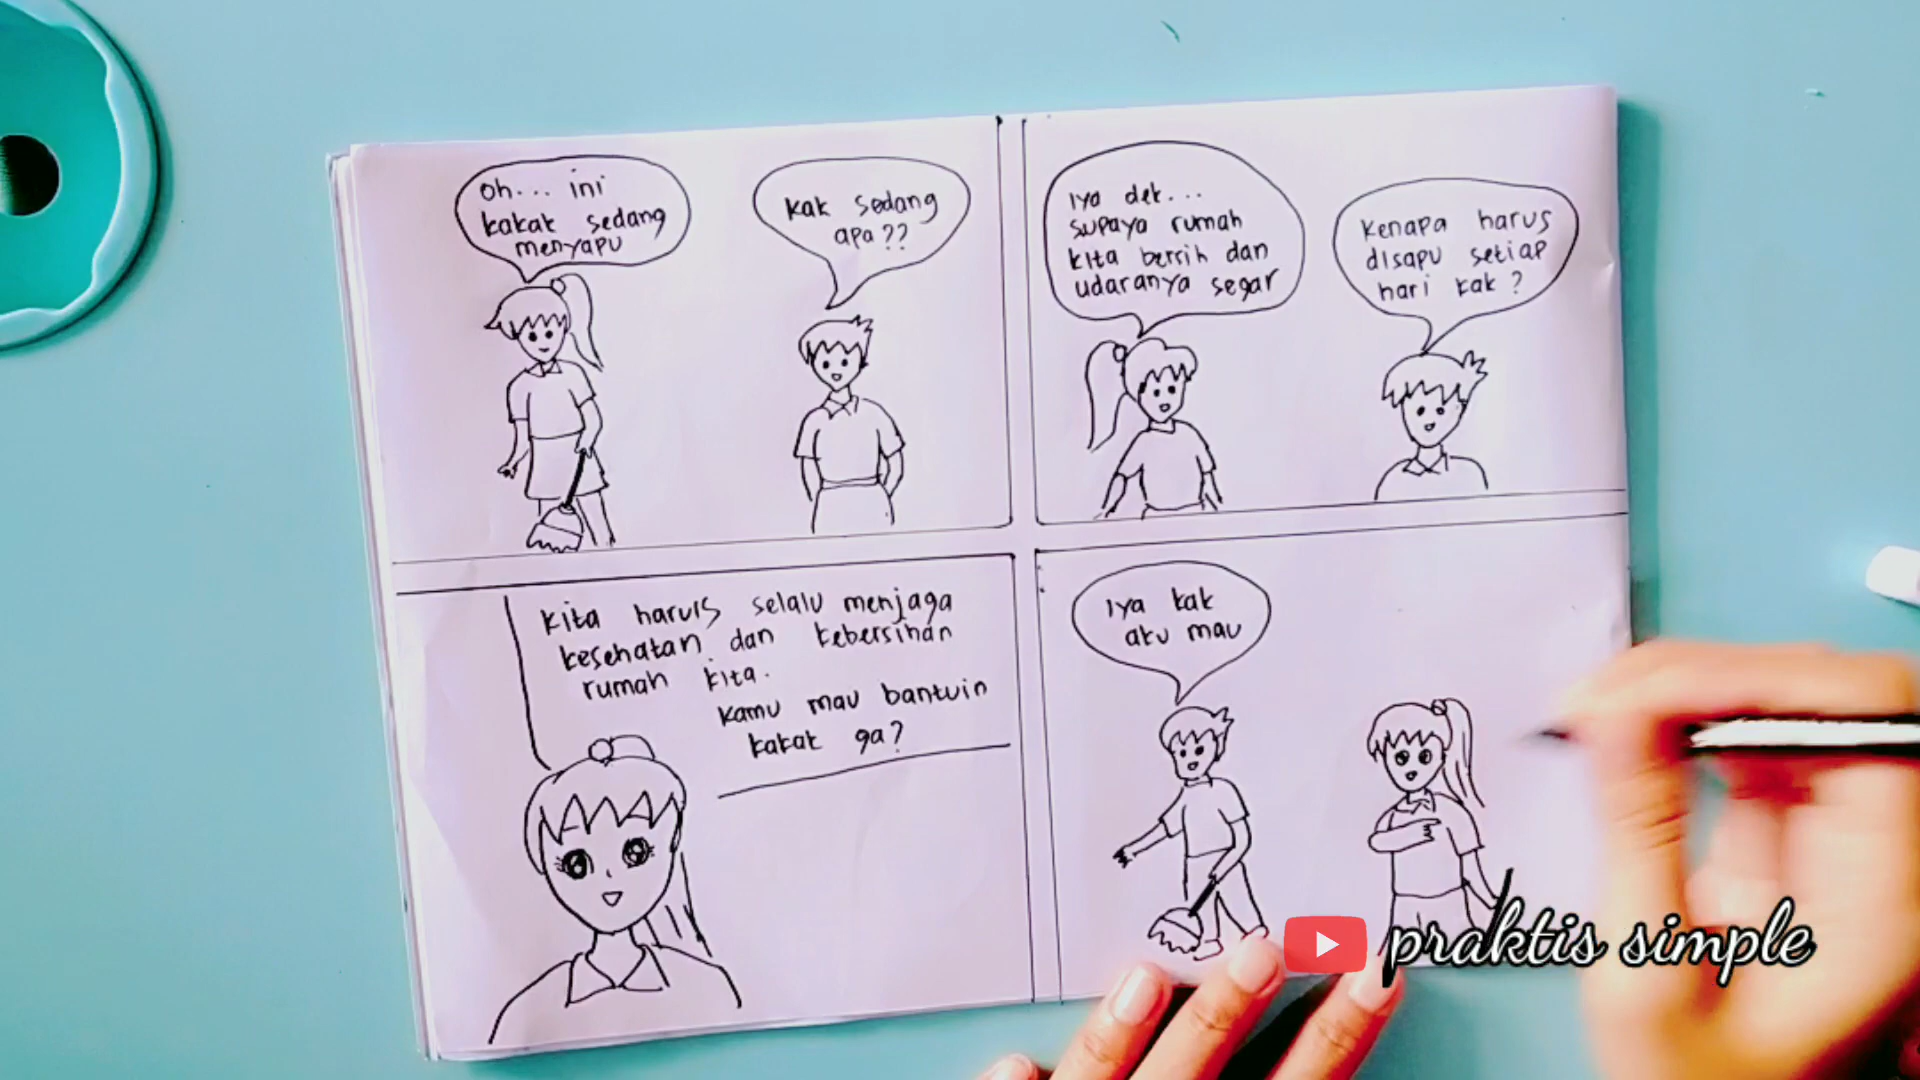 Oh... ini
kakak sedang
menyapu
Kak sedang
apa??
Iya dek...
supaya rumah
kita bersih dan
udaranya segar
Kenapa harus
disapu setiap
hari kak?
Kita harus selalu menjaga
kesehatan dan kebersihan
rumah kita.
Kamu mau bantuin
kakak ga?
Iya kak
aku mau
praktis simple